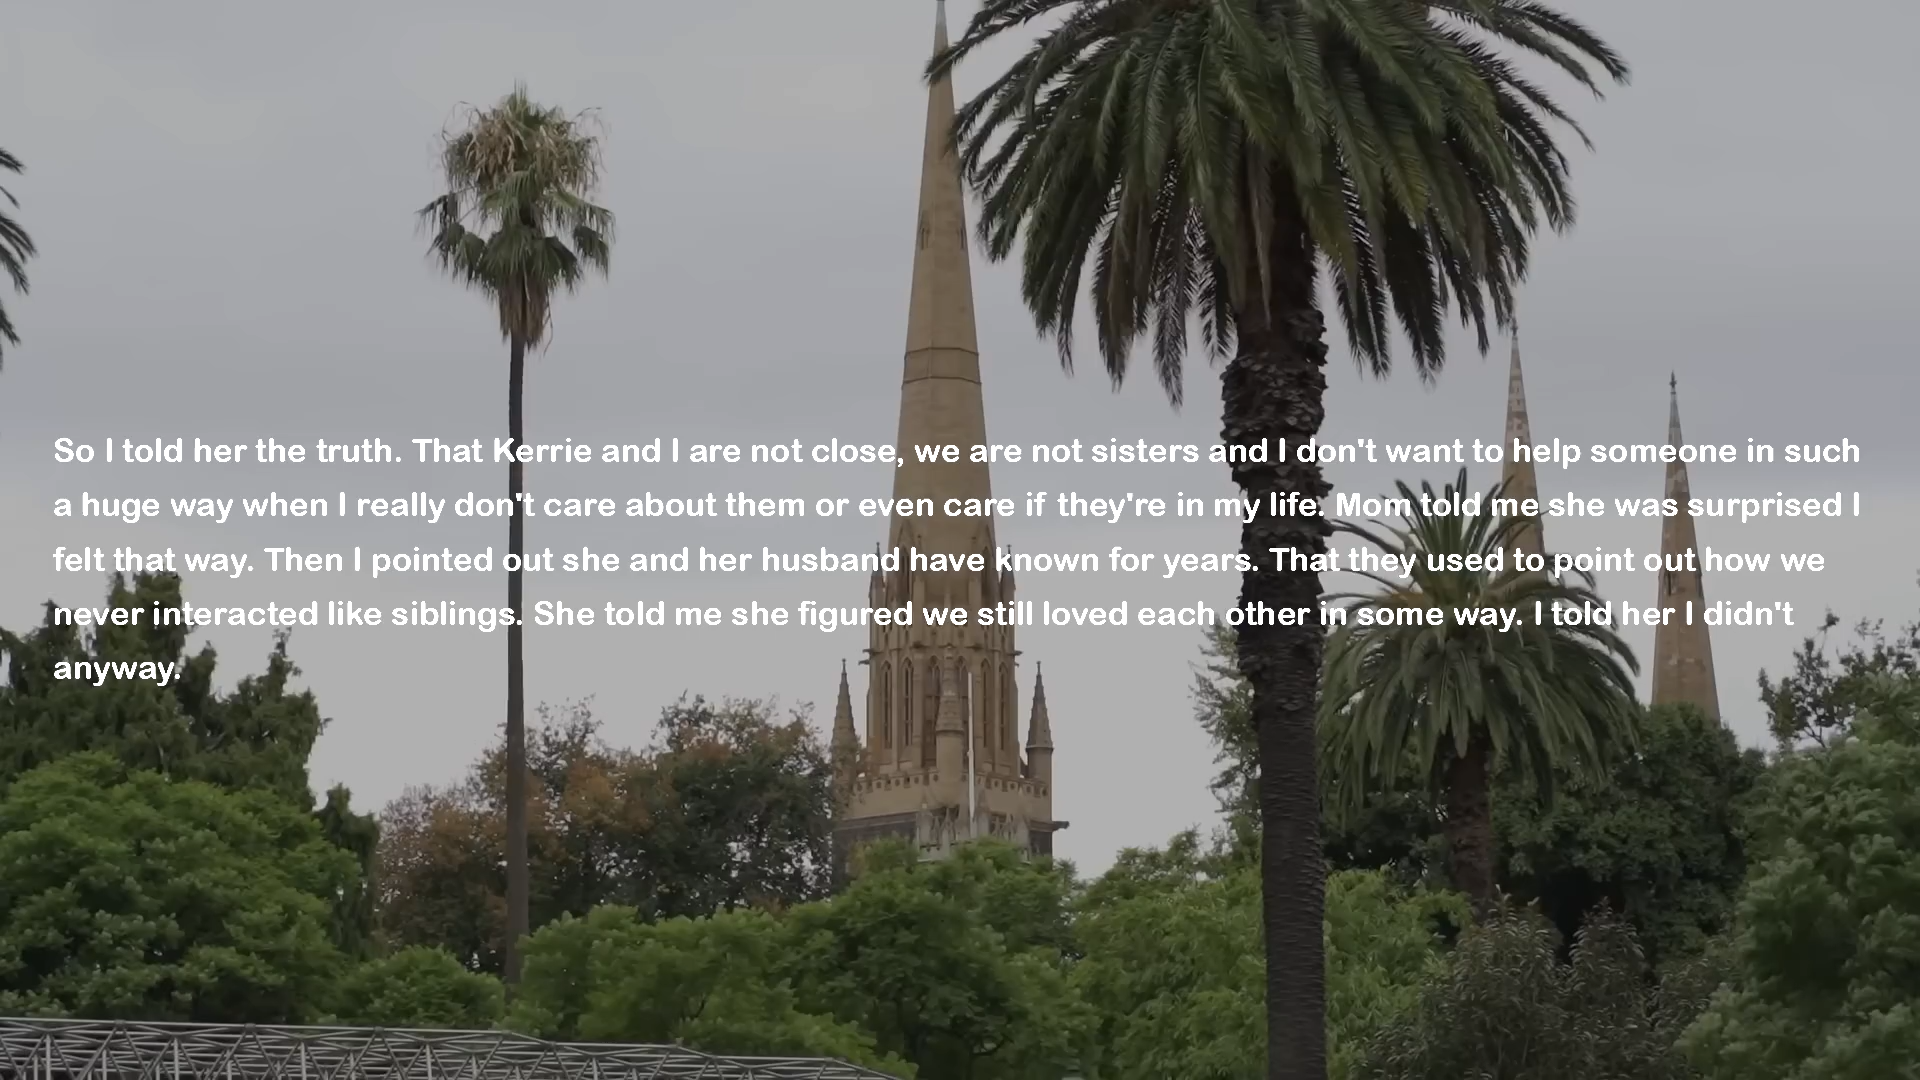 So I told her the truth. That Kerrie and I are not close, we are not sisters and I don't want to help someone in such
a huge way when I really don't care about them or even care if they're in my life. Mom told me she was surprised I
felt that way. Then I pointed out she and her husband have known for years. That they used to point out how we
never interacted like siblings. She told me she figured we still loved each other in some way. I told her I didn't
anyway.